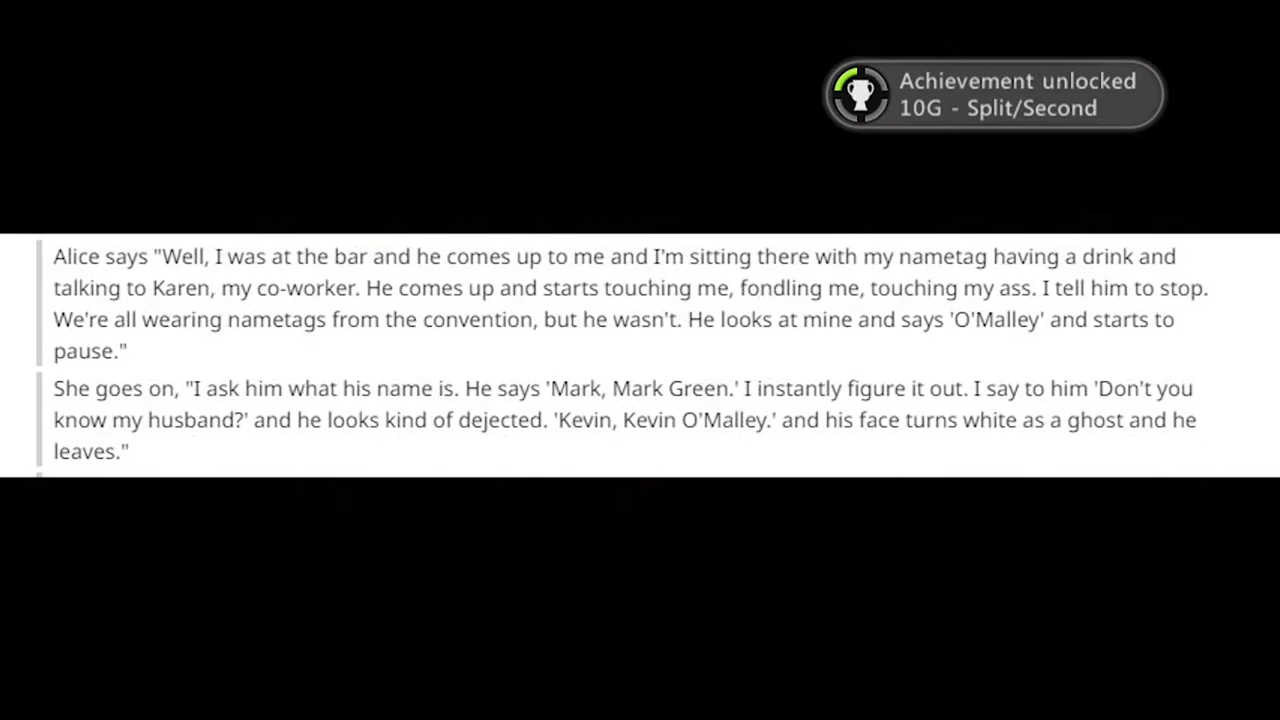 Achievement unlocked
10G - Split/Second
Alice says "Well, I was at the bar and he comes up to me and I'm sitting there with my nametag having a drink and
talking to Karen, my co-worker. He comes up and starts touching me, fondling me, touching my ass. I tell him to stop.
We're all wearing nametags from the convention, but he wasn't. He looks at mine and says 'O'Malley' and starts to
pause."
She goes on, "I ask him what his name is. He says 'Mark, Mark Green.' I instantly figure it out. I say to him 'Don't you
know my husband?' and he looks kind of dejected. 'Kevin, Kevin O'Malley.' and his face turns white as a ghost and he
leaves."